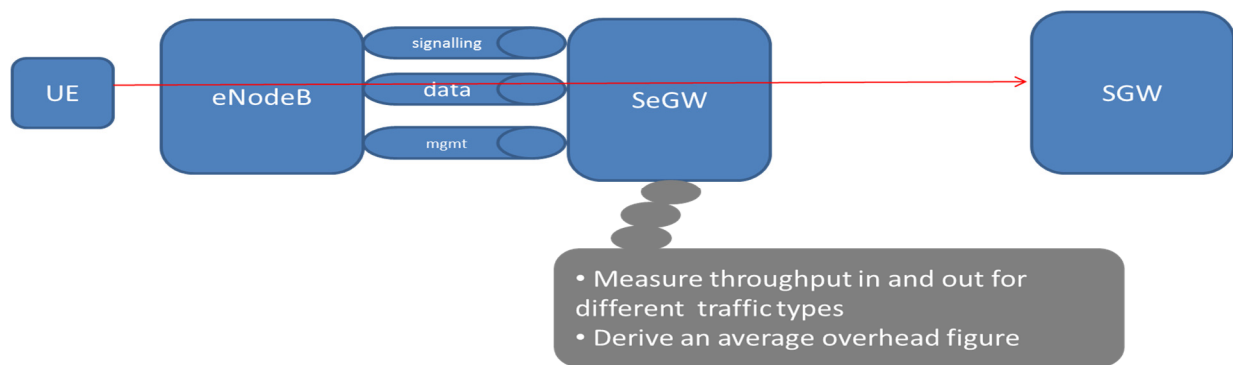 signalling
UE
eNodeB
data
SeGW
SGW
mgmt
• Measure throughput in and out for
different traffic types
• Derive an average overhead figure